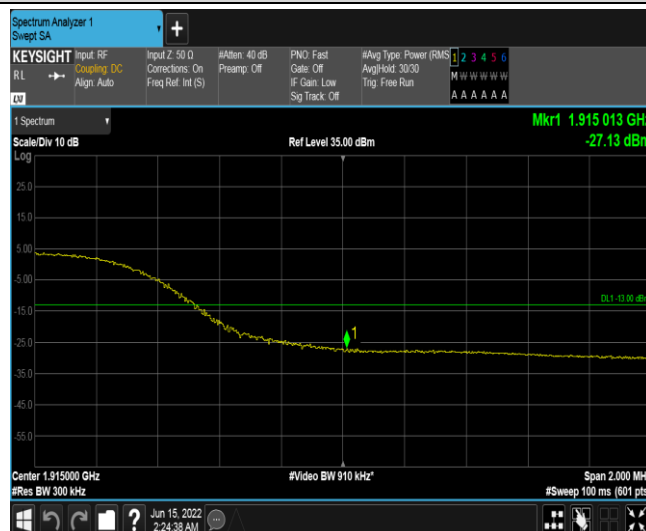 Spectrum Analyzer 1
Swept SA
+
KEYSIGHT Input: RF Input Z: 50 Ω #Atten: 40 dB PNO: Fast #Avg Type: Power (RMS 1 2 3 4 5 6
RL Coupling: DC Corrections: On Preamp: Off Gate: Off Avg|Hold: 30/30 M W W W W W
Align: Auto Freq Ref: Int (S) IF Gain: Low Trig: Free Run
Sig Track: Off A A A A A A
LXI
1 Spectrum
Mkr1 1.915 013 GHz
Scale/Div 10 dB Ref Level 35.00 dBm -27.13 dBm
Log
25.0
15.0
5.00
-5.00
DL1 -13.00 dBm
-15.0
1
-25.0
-35.0
-45.0
-55.0
Center 1.915000 GHz #Video BW 910 kHz* Span 2.000 MH
#Res BW 300 kHz #Sweep 100 ms (601 pts
? Jun 15, 2022
2:24:38 AM